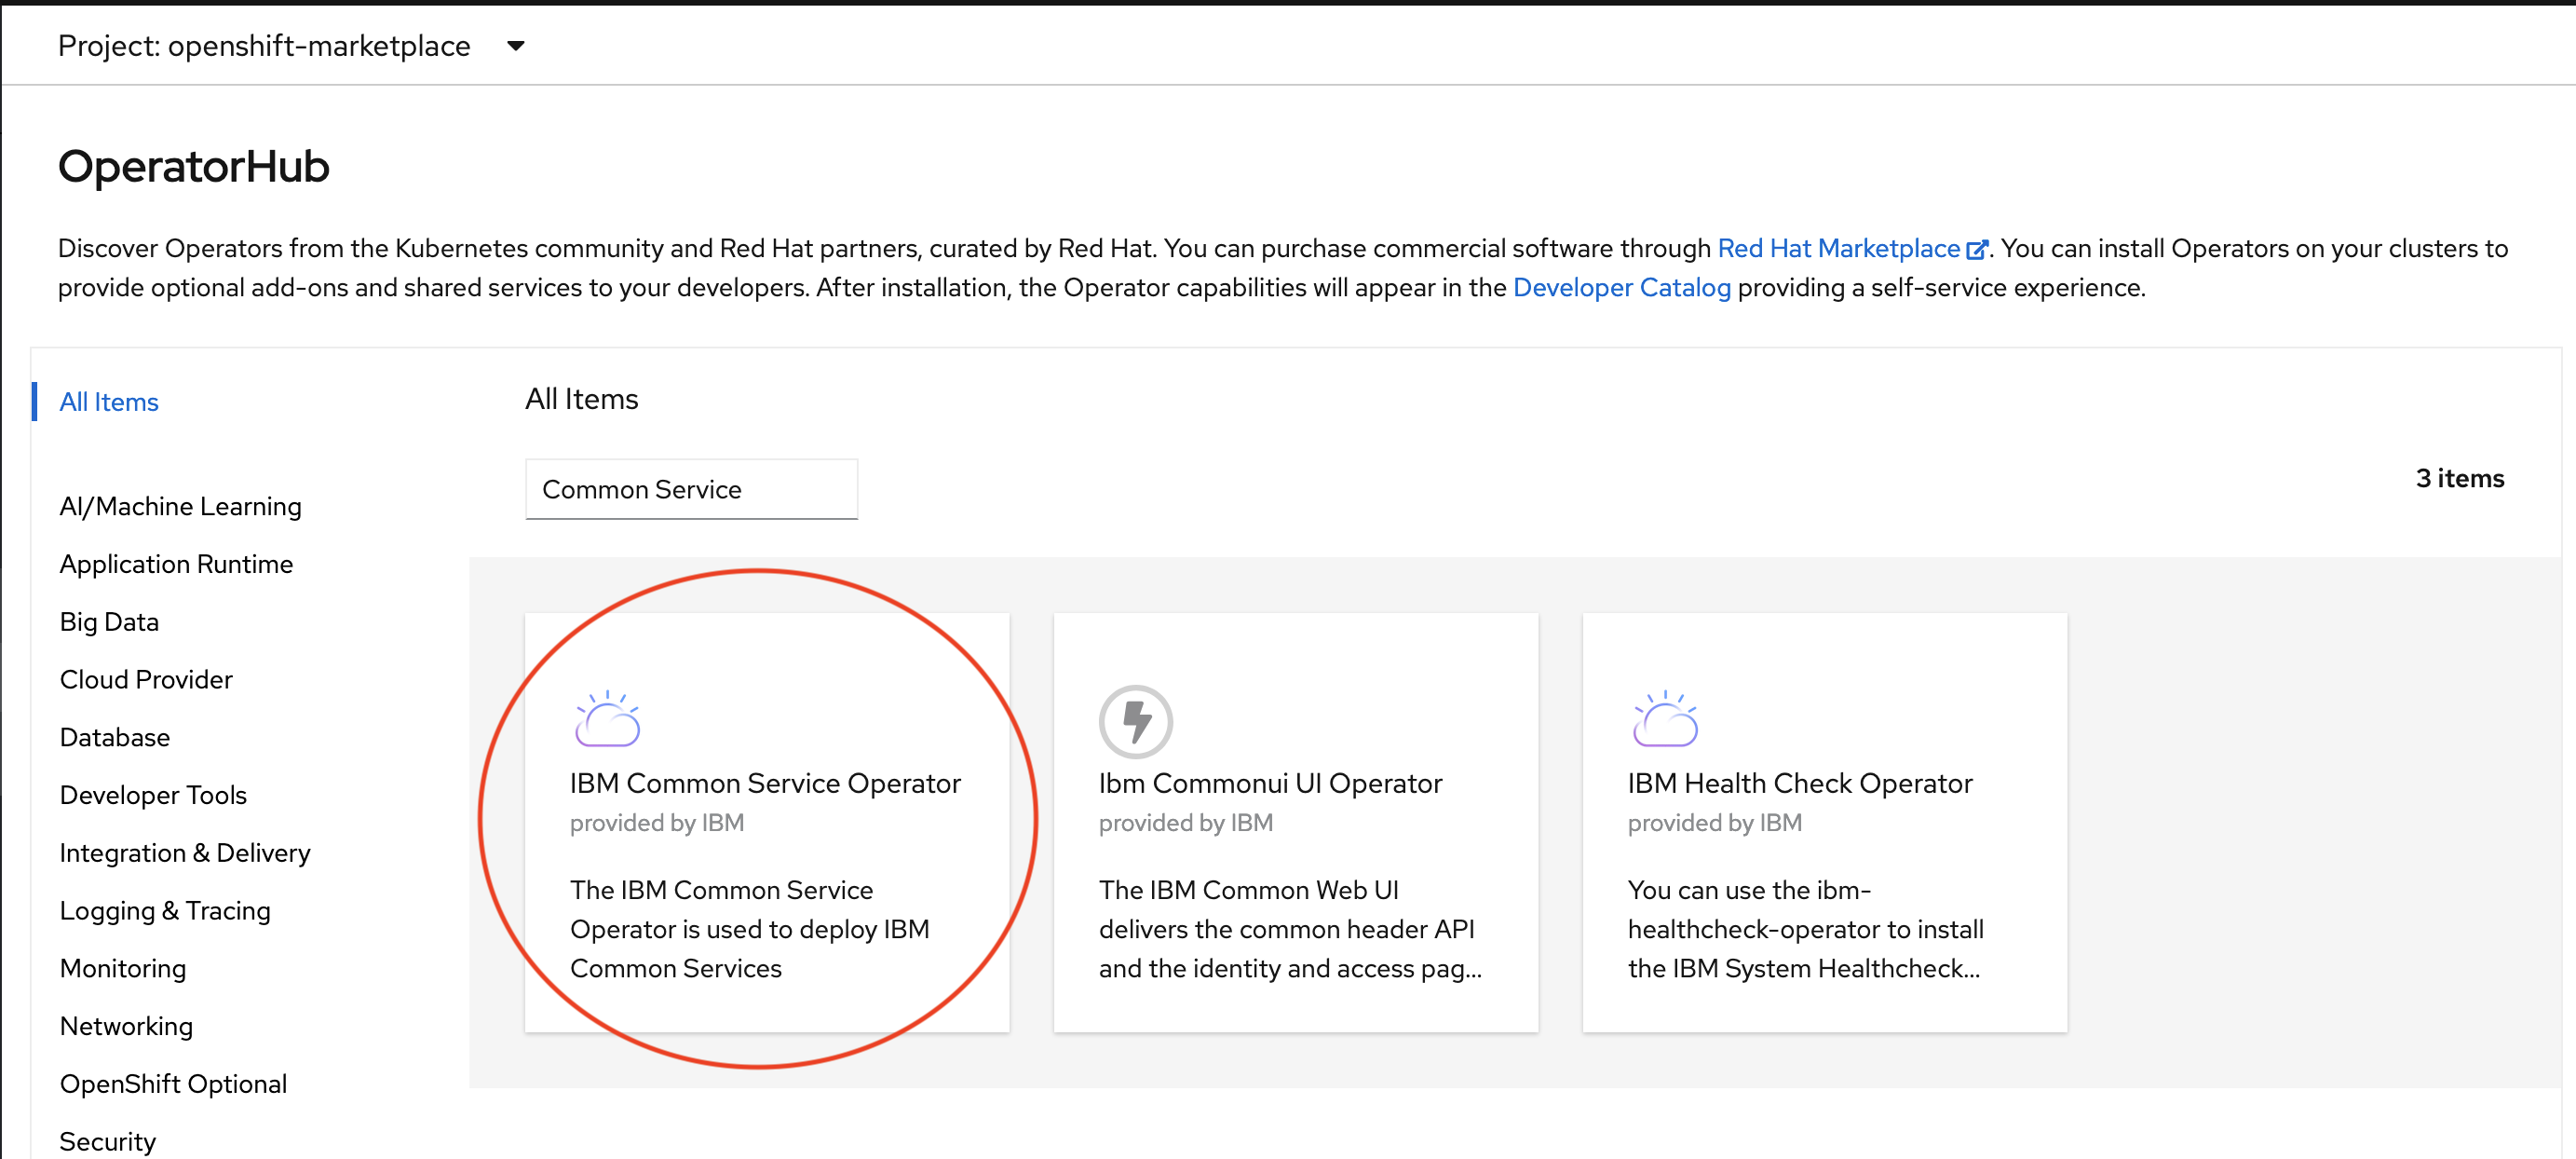 Project: openshift-marketplace
OperatorHub
Discover Operators from the Kubernetes community and Red Hat partners, curated by Red Hat. You can purchase commercial software through Red Hat Marketplace. You can install Operators on your clusters to
provide optional add-ons and shared services to your developers. After installation, the Operator capabilities will appear in the Developer Catalog providing a self-service experience.
All Items
AI/Machine Learning
Application Runtime
Big Data
Cloud Provider
Database
Developer Tools
Integration & Delivery
Logging & Tracing
Monitoring
Networking
OpenShift Optional
Security
All Items
Common Service
3 items
IBM Common Service Operator
provided by IBM
The IBM Common Service
Operator is used to deploy IBM
Common Services
Ibm Commonui UI Operator
provided by IBM
The IBM Common Web UI
delivers the common header API
and the identity and access pag...
IBM Health Check Operator
provided by IBM
You can use the ibm-
healthcheck-operator to install
the IBM System Healthcheck...